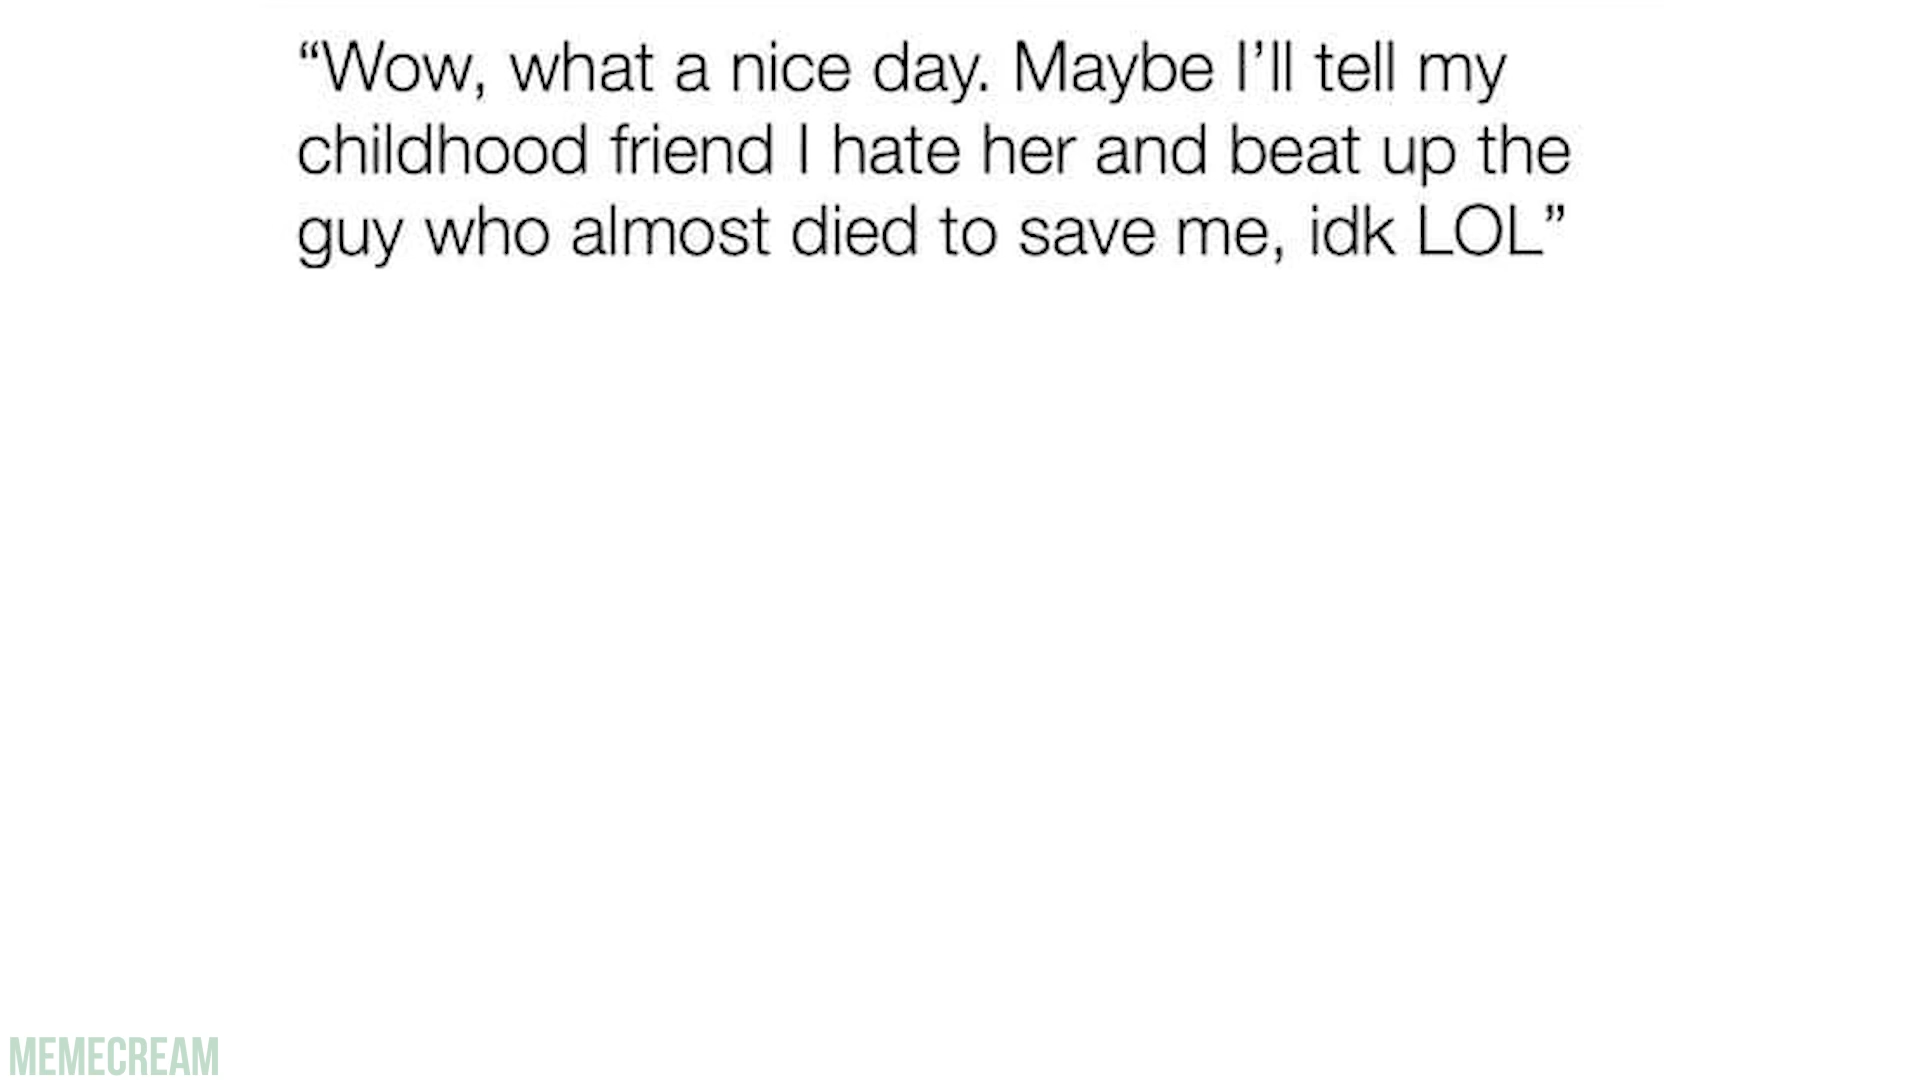 “Wow, what a nice day. Maybe I’ll tell my
childhood friend I hate her and beat up the
guy who almost died to save me, idk LOL”
MEMECREAM